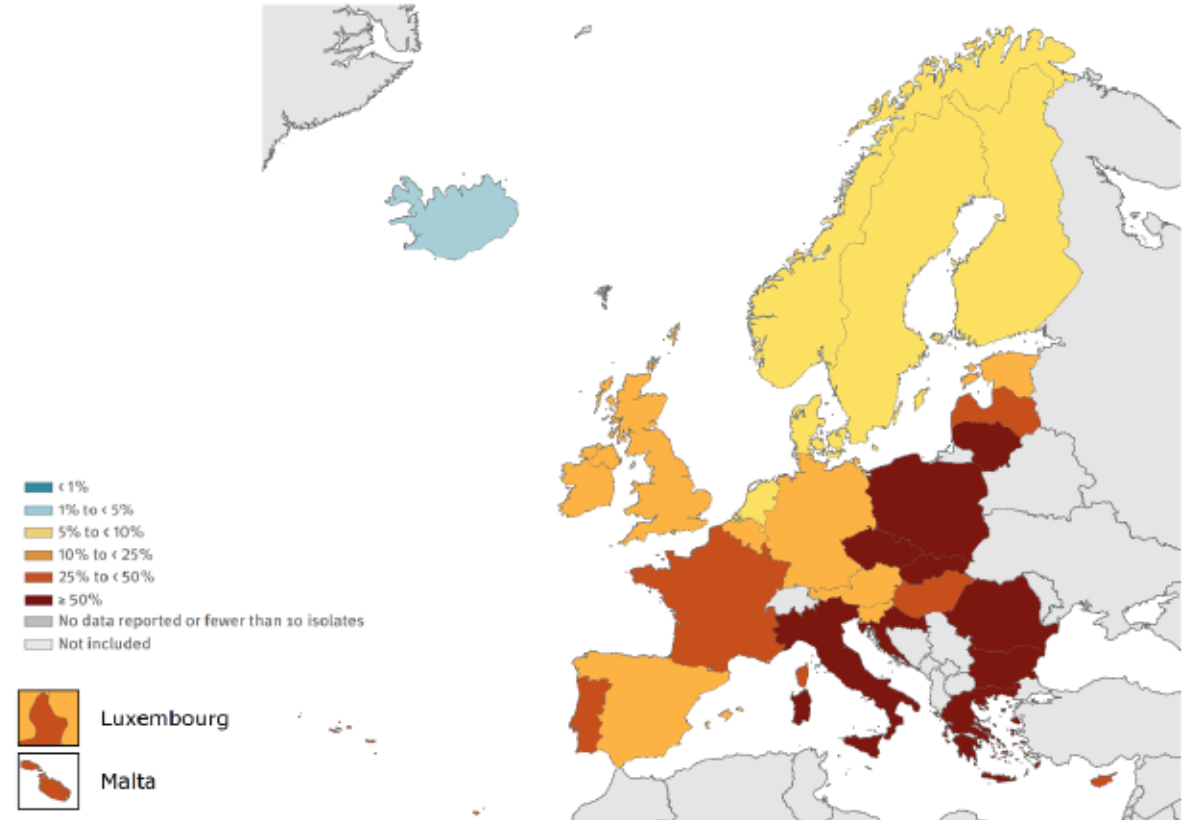 < 1%
1% to < 5%
5% to < 10%
10% to < 25%
25% to < 50%
≥ 50%
No data reported or fewer than 10 isolates
Not included
Luxembourg
Malta